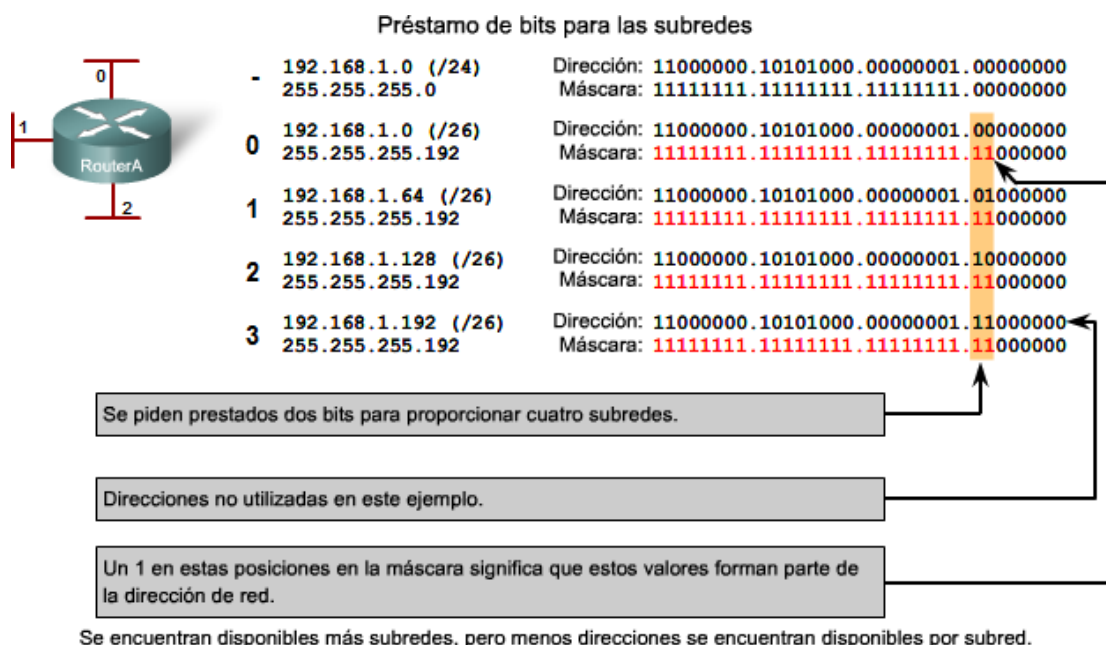 Préstamo de bits para las subredes
0
1
RouterA
2
- 192.168.1.0 (/24) Dirección: 11000000.10101000.00000001.00000000
255.255.255.0 Máscara: 11111111.11111111.11111111.00000000
0 192.168.1.0 (/26) Dirección: 11000000.10101000.00000001.00000000
255.255.255.192 Máscara: 11111111.11111111.11111111.11000000
1 192.168.1.64 (/26) Dirección: 11000000.10101000.00000001.01000000
255.255.255.192 Máscara: 11111111.11111111.11111111.11000000
2 192.168.1.128 (/26) Dirección: 11000000.10101000.00000001.10000000
255.255.255.192 Máscara: 11111111.11111111.11111111.11000000
3 192.168.1.192 (/26) Dirección: 11000000.10101000.00000001.11000000
255.255.255.192 Máscara: 11111111.11111111.11111111.11000000
Se piden prestados dos bits para proporcionar cuatro subredes.
Direcciones no utilizadas en este ejemplo.
Un 1 en estas posiciones en la máscara significa que estos valores forman parte de
la dirección de red.
Se encuentran disponibles más subredes, pero menos direcciones se encuentran disponibles por subred.